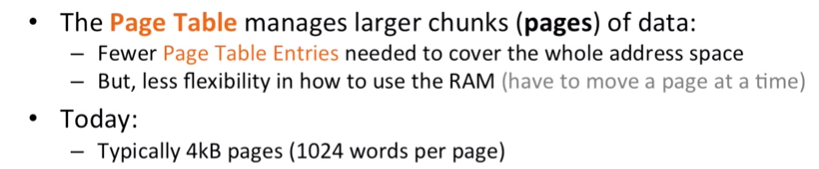 • The Page Table manages larger chunks (pages) of data:
– Fewer Page Table Entries needed to cover the whole address space
– But, less flexibility in how to use the RAM (have to move a page at a time)
• Today:
– Typically 4kB pages (1024 words per page)